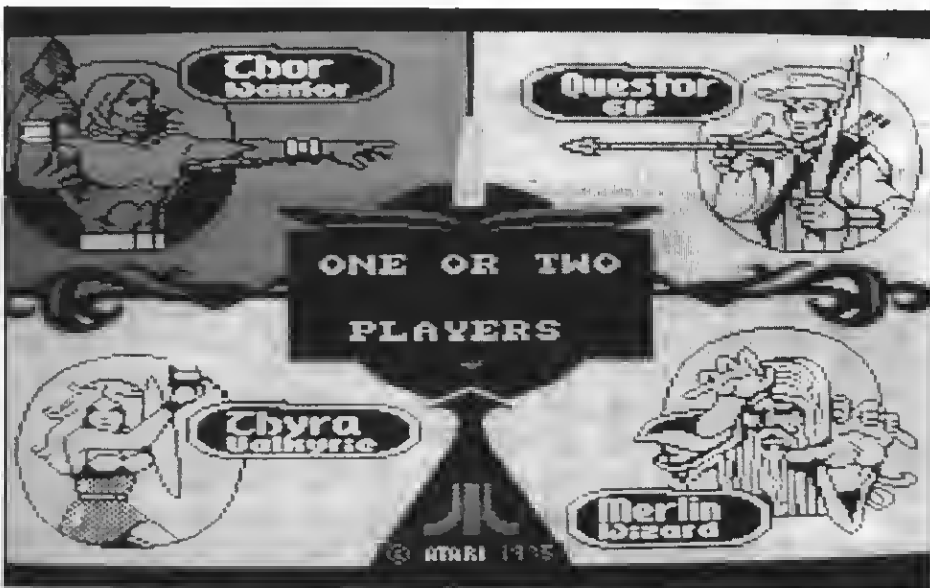 Thor
Warrior
Questor
Elf
ONE OR TWO
PLAYERS
Thyra
Valkyrie
Merlin
Wizard
© ATARI 1985